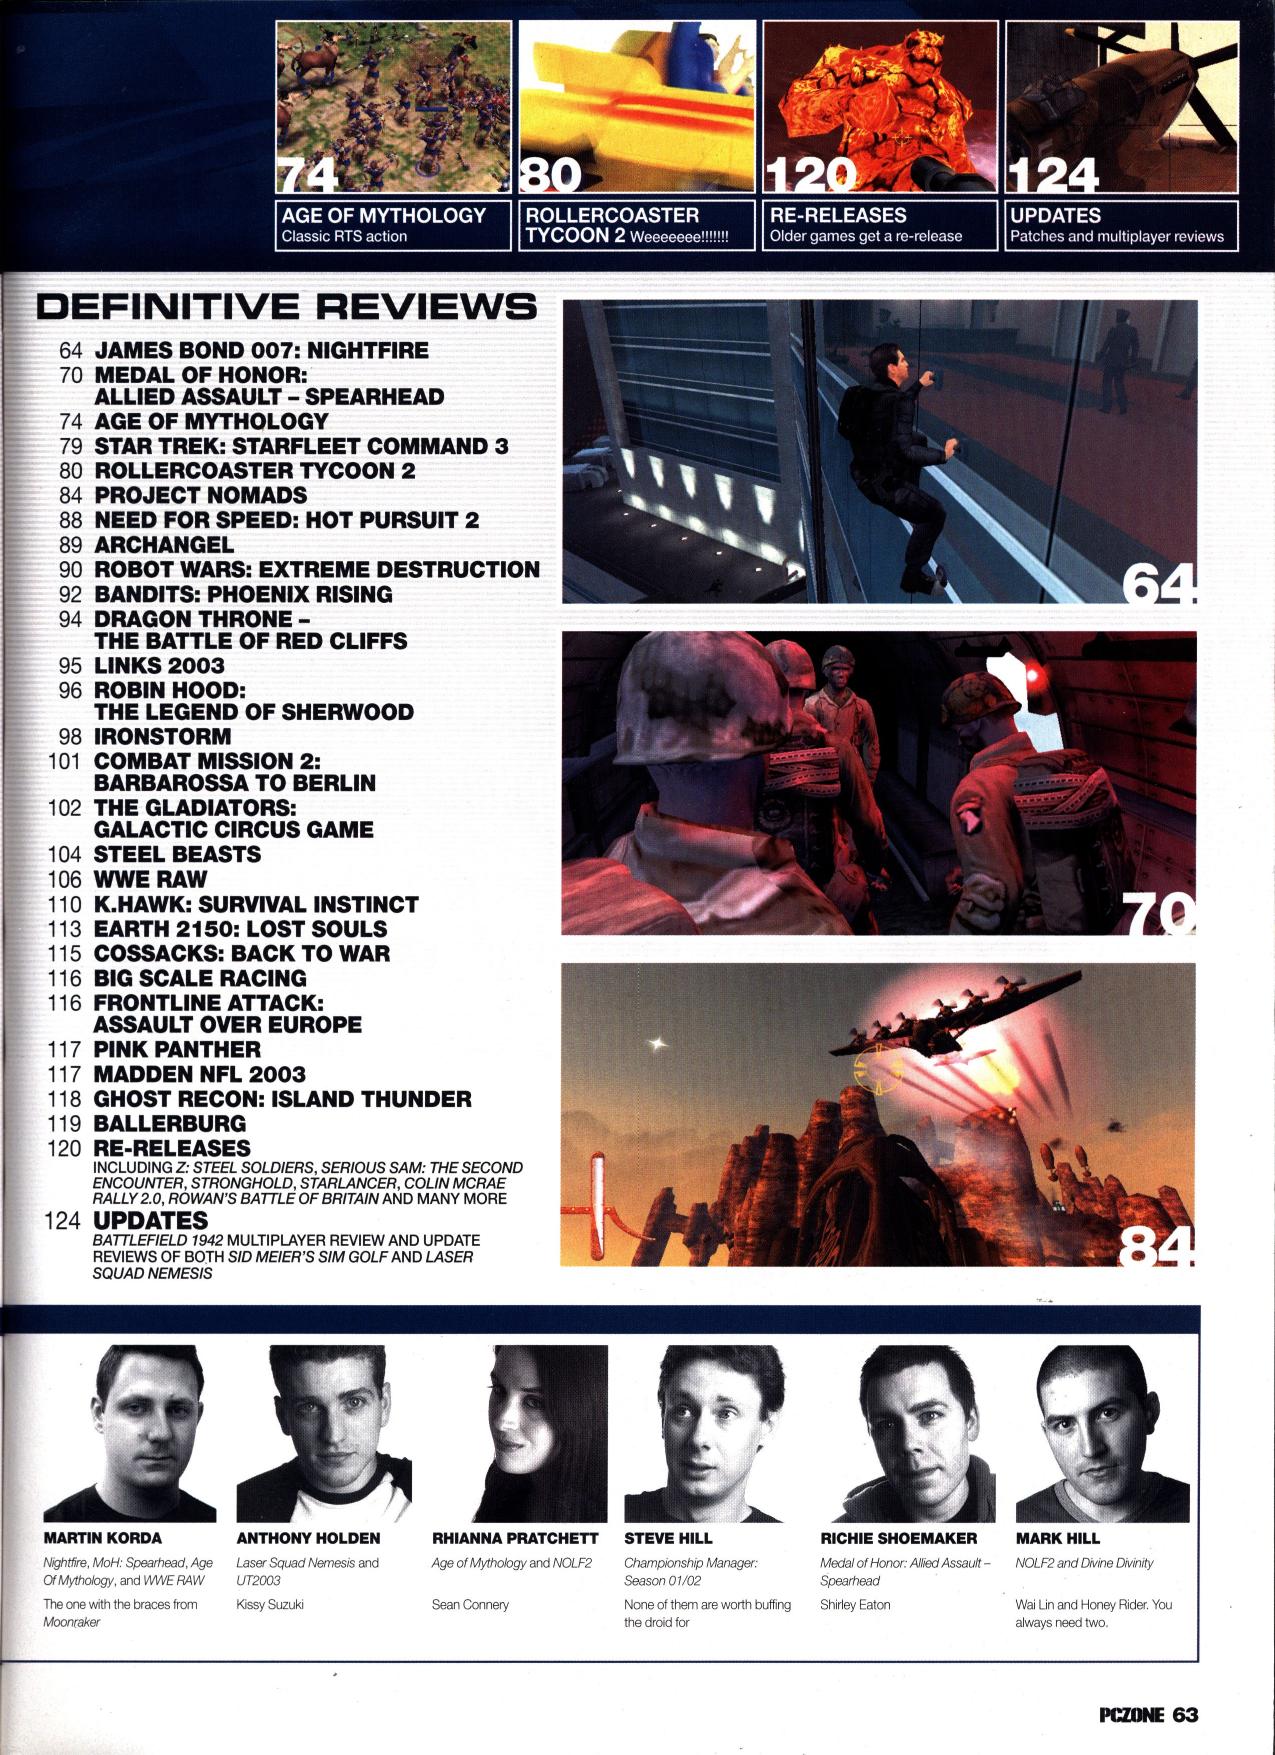 74
80
120
124
AGE OF MYTHOLOGY
Classic RTS action
ROLLERCOASTER
TYCOON 2 Weeeeeee!!!!!!!
RE-RELEASES
Older games get a re-release
UPDATES
Patches and multiplayer reviews
DEFINITIVE REVIEWS
64 JAMES BOND 007: NIGHTFIRE
70 MEDAL OF HONOR:
ALLIED ASSAULT – SPEARHEAD
74 AGE OF MYTHOLOGY
79 STAR TREK: STARFLEET COMMAND 3
80 ROLLERCOASTER TYCOON 2
84 PROJECT NOMADS
88 NEED FOR SPEED: HOT PURSUIT 2
89 ARCHANGEL
90 ROBOT WARS: EXTREME DESTRUCTION
92 BANDITS: PHOENIX RISING
94 DRAGON THRONE –
THE BATTLE OF RED CLIFFS
95 LINKS 2003
96 ROBIN HOOD:
THE LEGEND OF SHERWOOD
98 IRONSTORM
101 COMBAT MISSION 2:
BARBAROSSA TO BERLIN
102 THE GLADIATORS:
GALACTIC CIRCUS GAME
104 STEEL BEASTS
106 WWE RAW
110 K.HAWK: SURVIVAL INSTINCT
113 EARTH 2150: LOST SOULS
115 COSSACKS: BACK TO WAR
116 BIG SCALE RACING
116 FRONTLINE ATTACK:
ASSAULT OVER EUROPE
117 PINK PANTHER
117 MADDEN NFL 2003
118 GHOST RECON: ISLAND THUNDER
119 BALLERBURG
120 RE-RELEASES
INCLUDING Z: STEEL SOLDIERS, SERIOUS SAM: THE SECOND
ENCOUNTER, STRONGHOLD, STARLANCER, COLIN MCRAE
RALLY 2.0, ROWAN'S BATTLE OF BRITAIN AND MANY MORE
124 UPDATES
BATTLEFIELD 1942 MULTIPLAYER REVIEW AND UPDATE
REVIEWS OF BOTH SID MEIER'S SIM GOLF AND LASER
SQUAD NEMESIS
64
70
84
MARTIN KORDA
Nightfire, MoH: Spearhead, Age
Of Mythology, and WWE RAW
The one with the braces from
Moonraker
ANTHONY HOLDEN
Laser Squad Nemesis and
UT2003
Kissy Suzuki
RHIANNA PRATCHETT
Age of Mythology and NOLF2
Sean Connery
STEVE HILL
Championship Manager:
Season 01/02
None of them are worth buffing
the droid for
RICHIE SHOEMAKER
Medal of Honor: Allied Assault –
Spearhead
Shirley Eaton
MARK HILL
NOLF2 and Divine Divinity
Wai Lin and Honey Rider. You
always need two.
PCZONE 63